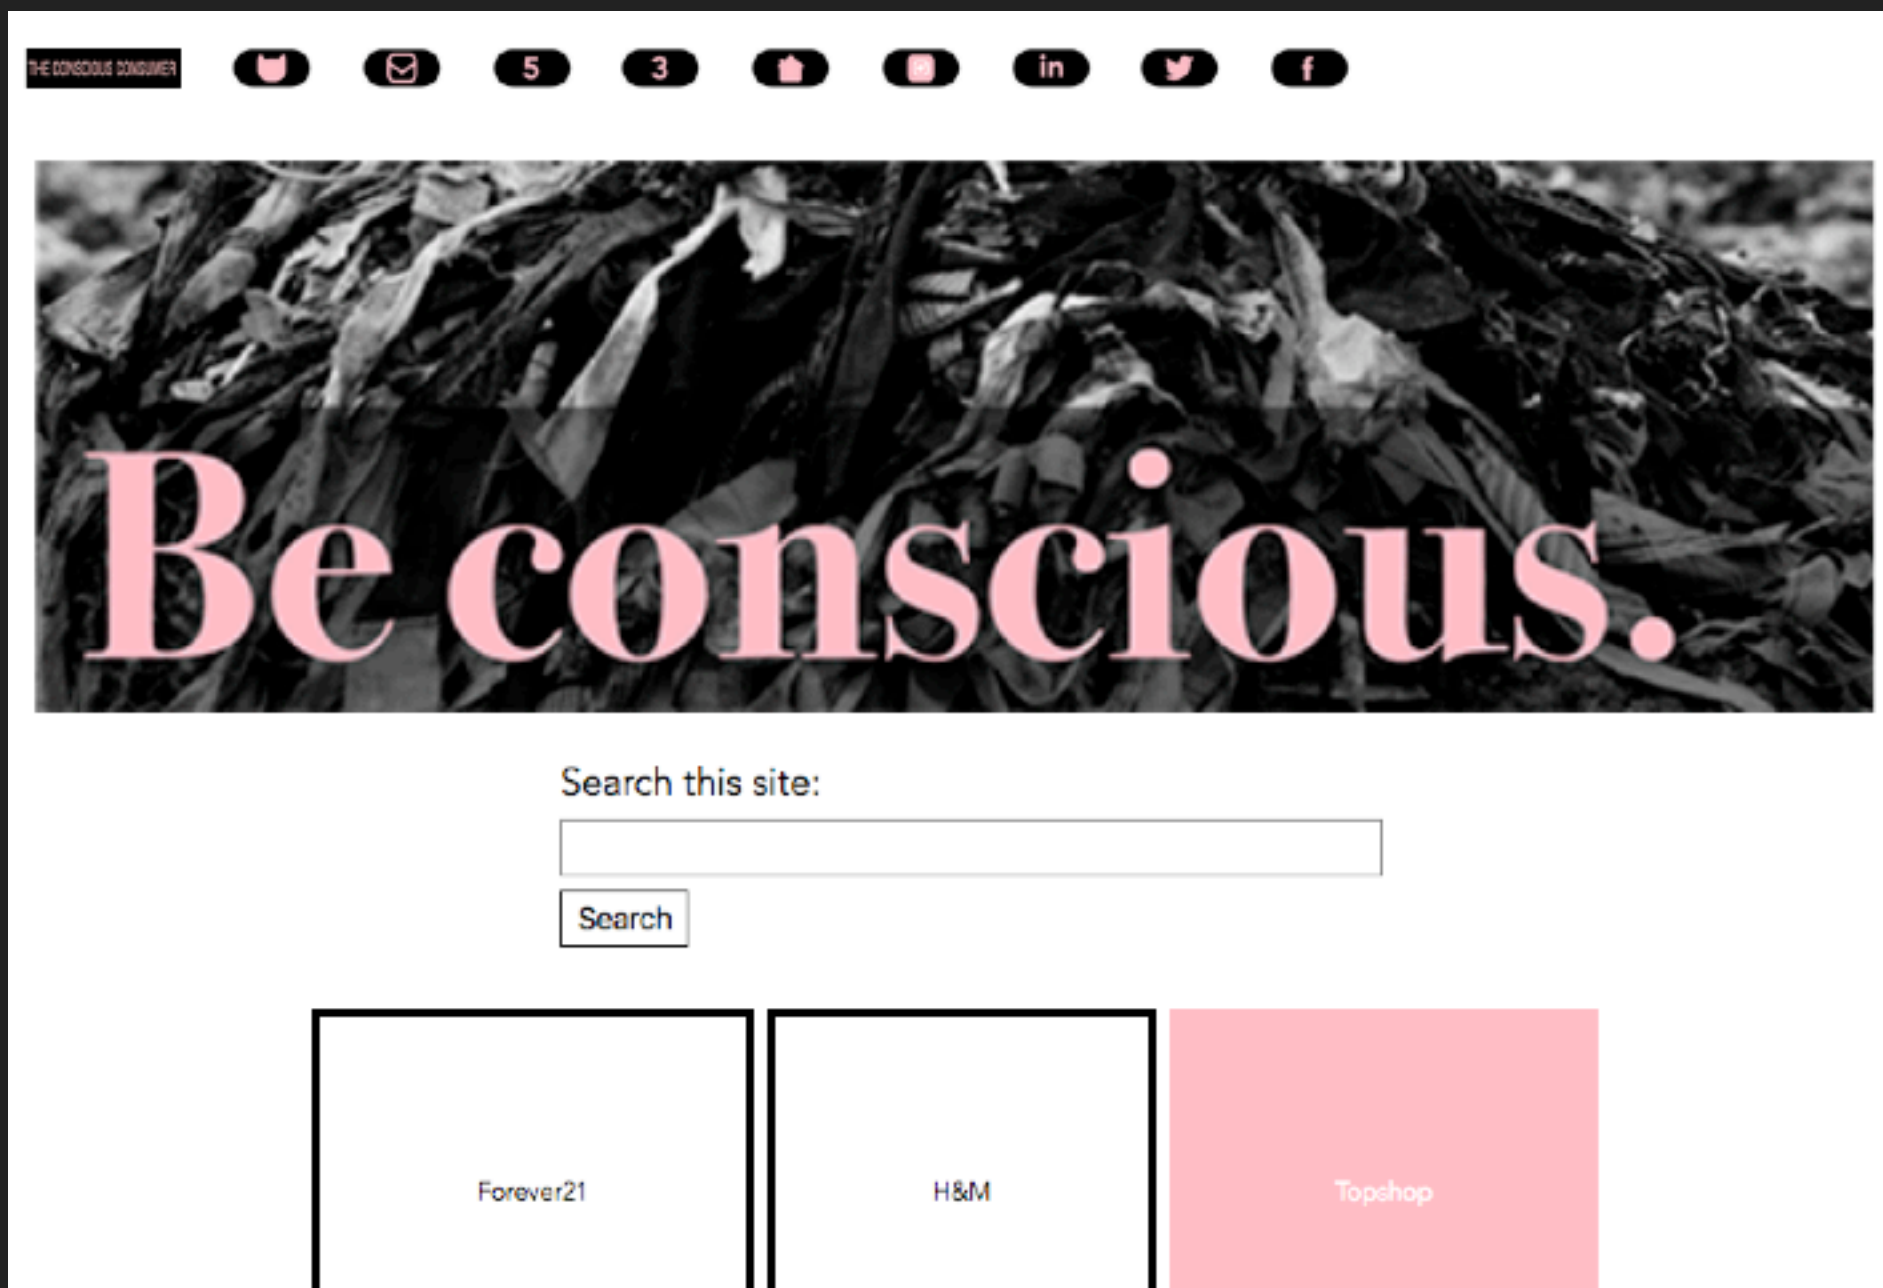 THE CONSCIOUS CONSUMER
5
3
in
f
Be conscious.
Search this site:
Search
Forever21
H&M
Topshop